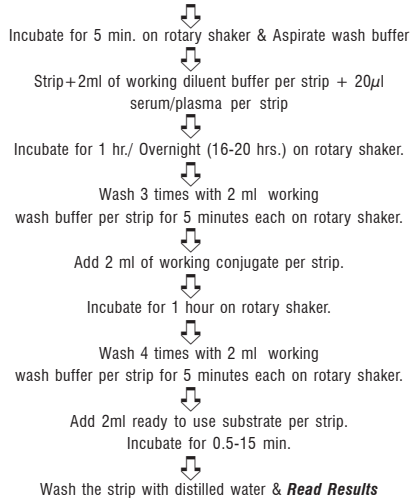 Incubate for 5 min. on rotary shaker & Aspirate wash buffer
Strip+2ml of working diluent buffer per strip + 20μl
serum/plasma per strip
Incubate for 1 hr./ Overnight (16-20 hrs.) on rotary shaker.
Wash 3 times with 2 ml working
wash buffer per strip for 5 minutes each on rotary shaker.
Add 2 ml of working conjugate per strip.
Incubate for 1 hour on rotary shaker.
Wash 4 times with 2 ml working
wash buffer per strip for 5 minutes each on rotary shaker.
Add 2ml ready to use substrate per strip.
Incubate for 0.5-15 min.
Wash the strip with distilled water & Read Results